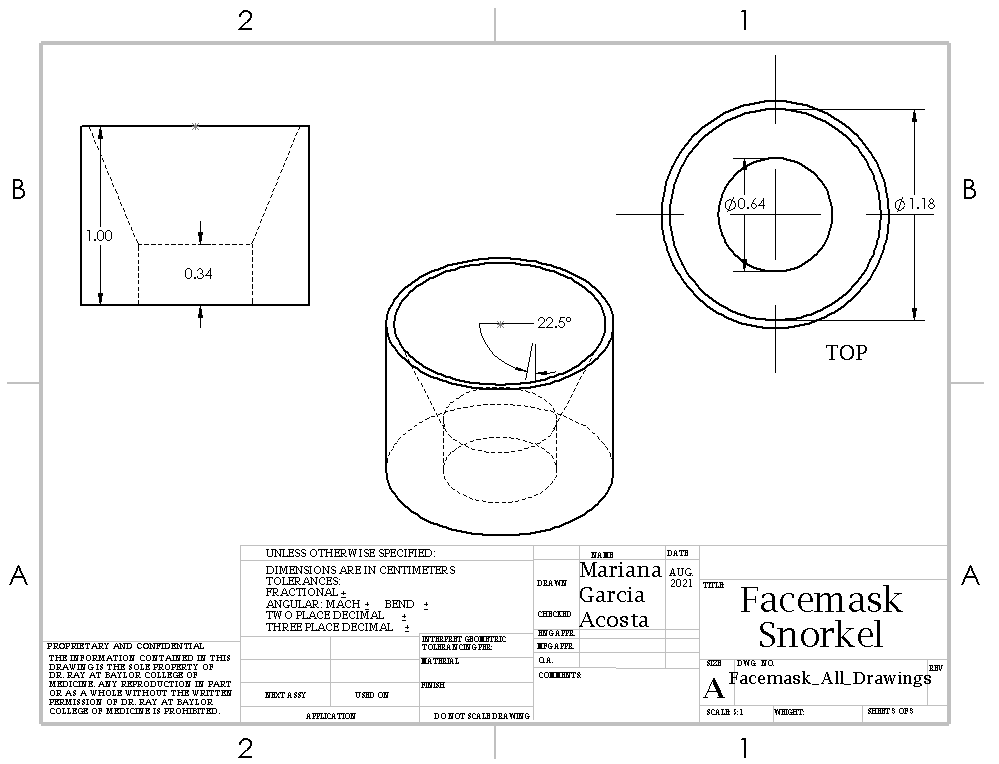 2
1
B
B
1.00
0.34
Ø0.64
Ø1.18
TOP
22.5°
A
A
UNLESS OTHERWISE SPECIFIED:
DIMENSIONS ARE IN CENTIMETERS
TOLERANCES:
FRACTIONAL ±
ANGULAR: MACH ± BEND ±
TWO PLACE DECIMAL ±
THREE PLACE DECIMAL ±
INTERPRET GEOMETRIC
TOLERANCING PER:
MATERIAL
FINISH
NEXT ASSY
USED ON
APPLICATION
DO NOT SCALE DRAWING
PROPRIETARY AND CONFIDENTIAL
THE INFORMATION CONTAINED IN THIS
DRAWING IS THE SOLE PROPERTY OF
DR. RAY AT BAYLOR COLLEGE OF
MEDICINE. ANY REPRODUCTION IN PART
OR AS A WHOLE WITHOUT THE WRITTEN
PERMISSION OF DR. RAY AT BAYLOR
COLLEGE OF MEDICINE IS PROHIBITED.
NAME
DATE
DRAWN
Mariana
Garcia
Acosta
AUG.
2021
CHECKED
ENG APPR.
MFG APPR.
Q.A.
COMMENTS:
TITLE:
Facemask
Snorkel
SIZE
A
DWG. NO.
Facemask_All_Drawings
REV
SCALE: 5:1
WEIGHT:
2
1